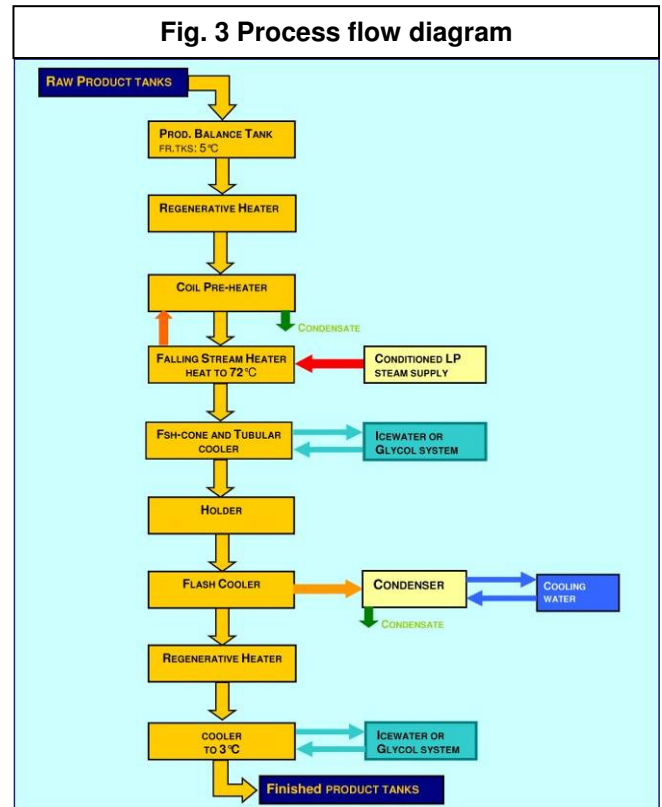 Fig. 3 Process flow diagram
RAW PRODUCT TANKS
PROD. BALANCE TANK
FR.TKS: 5°C
REGENERATIVE HEATER
COIL PRE-HEATER
CONDENSATE
FALLING STREAM HEATER
HEAT TO 72°C
CONDITIONED LP
STEAM SUPPLY
FSH-CONE AND TUBULAR
COOLER
ICEWATER OR
GLYCOL SYSTEM
HOLDER
FLASH COOLER
CONDENSER
COOLING
WATER
CONDENSATE
REGENERATIVE HEATER
COOLER
TO 3°C
ICEWATER OR
GLYCOL SYSTEM
Finished PRODUCT TANKS